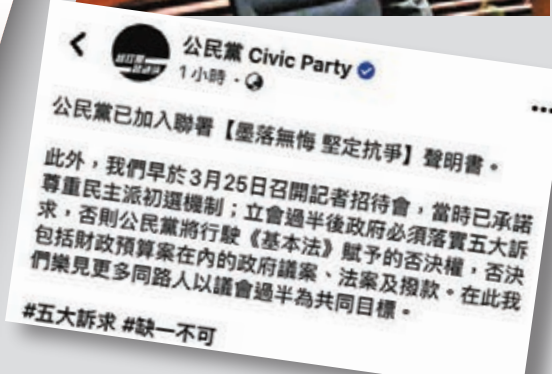 公民黨 Civic Party
1小時
公民黨已加入聯署【墨落無悔 堅定抗爭】聲明書。
此外，我們早於3月25日召開記者招待會，當時已承諾
尊重民主派初選機制；立會過半後政府必須落實五大訴
求，否則公民黨將行駛《基本法》賦予的否決權，否決
包括財政預算案在內的政府議案、法案及撥款。在此我
們樂見更多同路人以議會過半為共同目標。
#五大訴求 #缺一不可